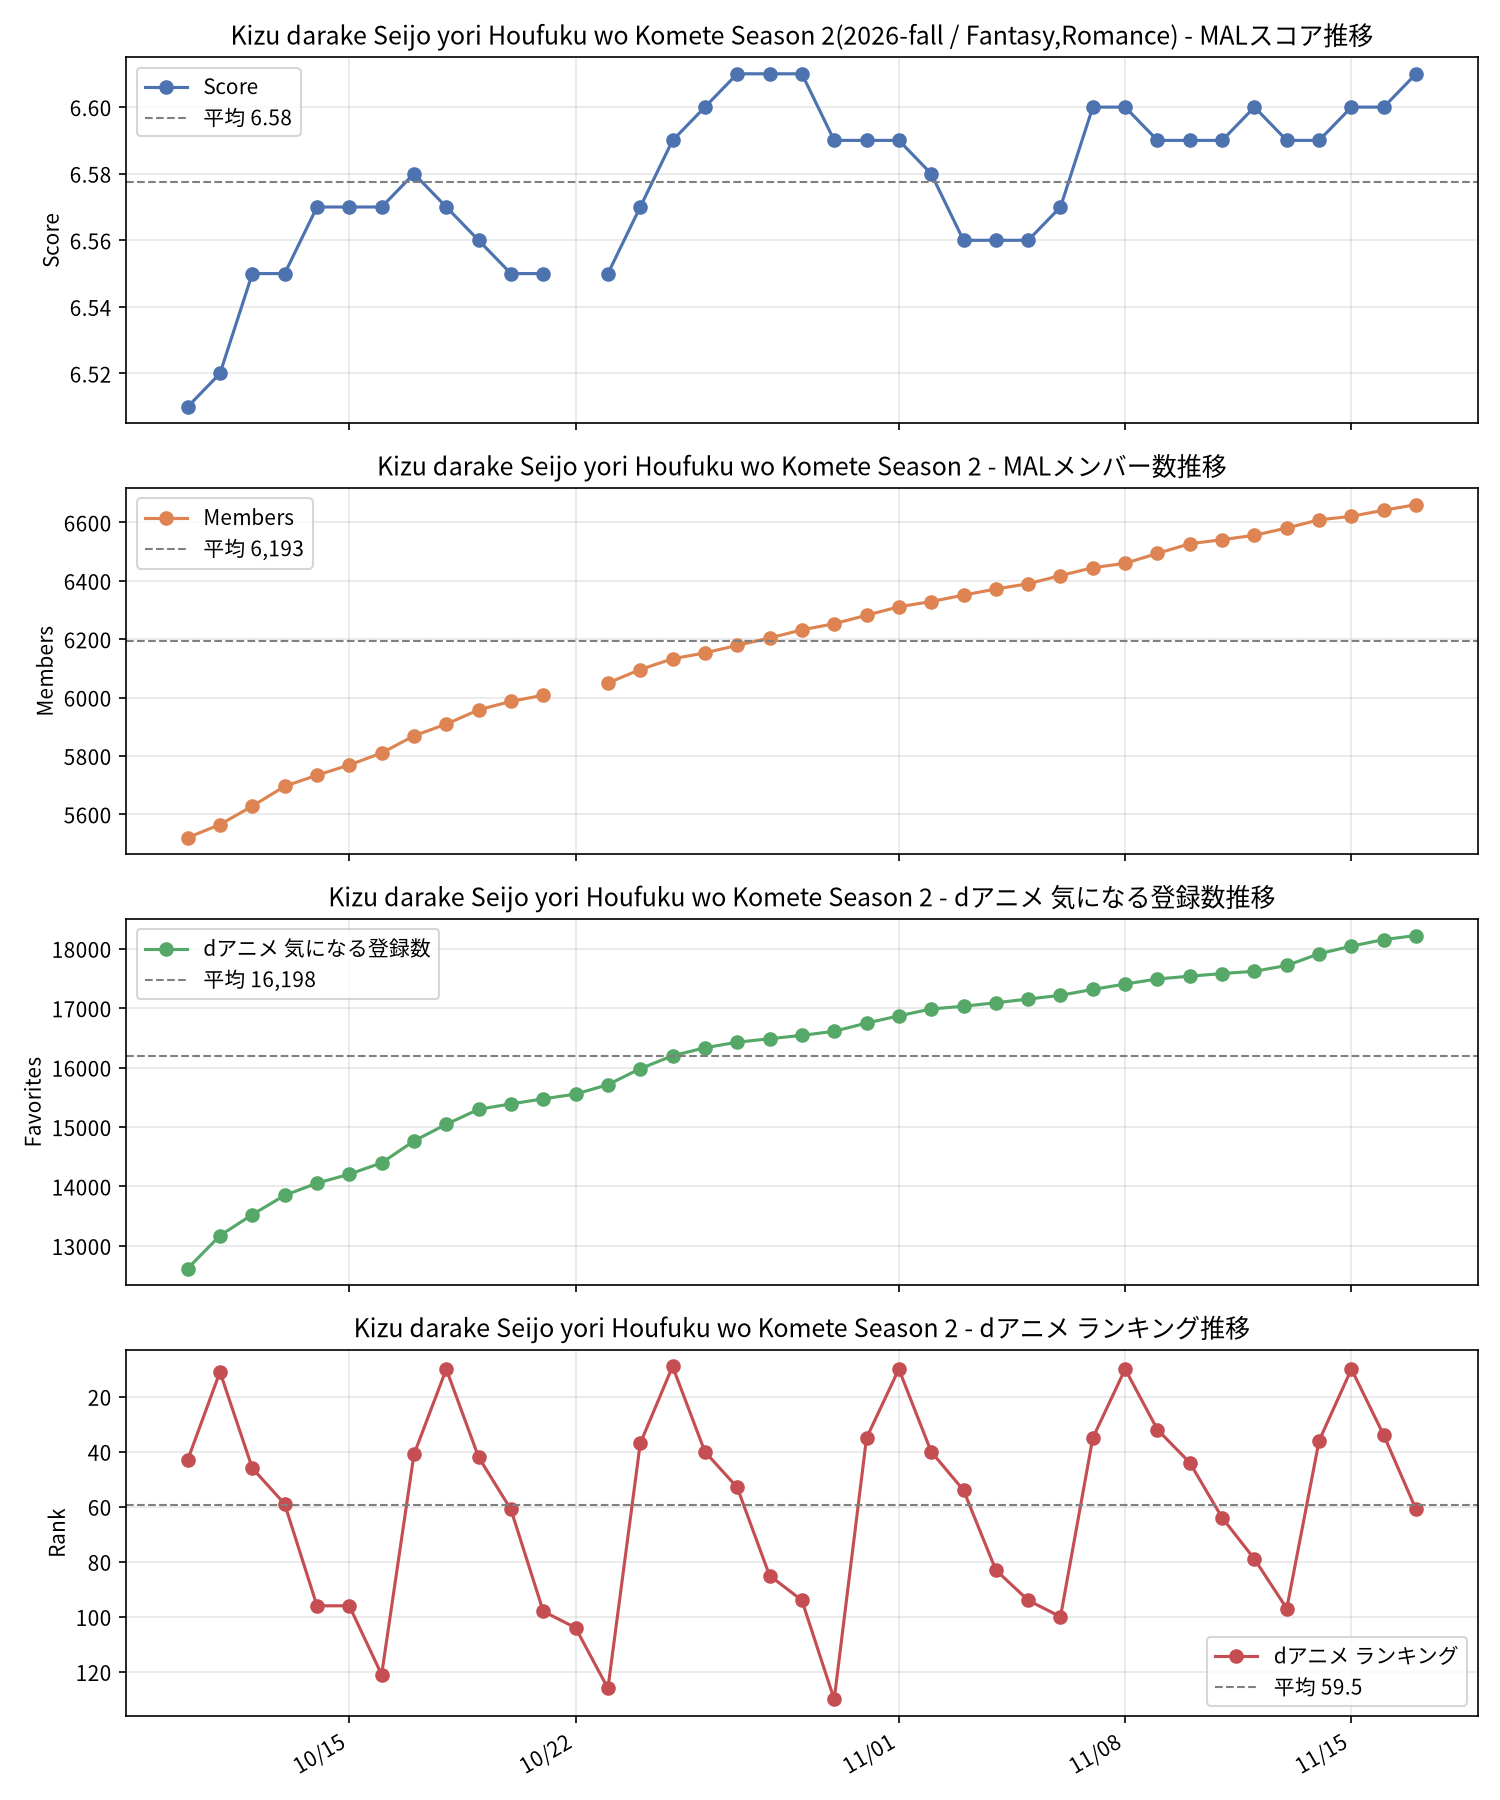 Kizu darake Seijo yori Houfuku wo Komete Season 2(2026-fall / Fantasy,Romance) - MALスコア推移
Score
平均 6.58
Score
6.60
6.58
6.56
6.54
6.52
Kizu darake Seijo yori Houfuku wo Komete Season 2 - MALメンバー数推移
Members
平均 6,193
Members
6600
6400
6200
6000
5800
5600
Kizu darake Seijo yori Houfuku wo Komete Season 2 - dアニメ 気になる登録数推移
dアニメ 気になる登録数
平均 16,198
Favorites
18000
17000
16000
15000
14000
13000
Kizu darake Seijo yori Houfuku wo Komete Season 2 - dアニメ ランキング推移
Rank
20
40
60
80
100
120
dアニメ ランキング
平均 59.5
10/15
10/22
11/01
11/08
11/15